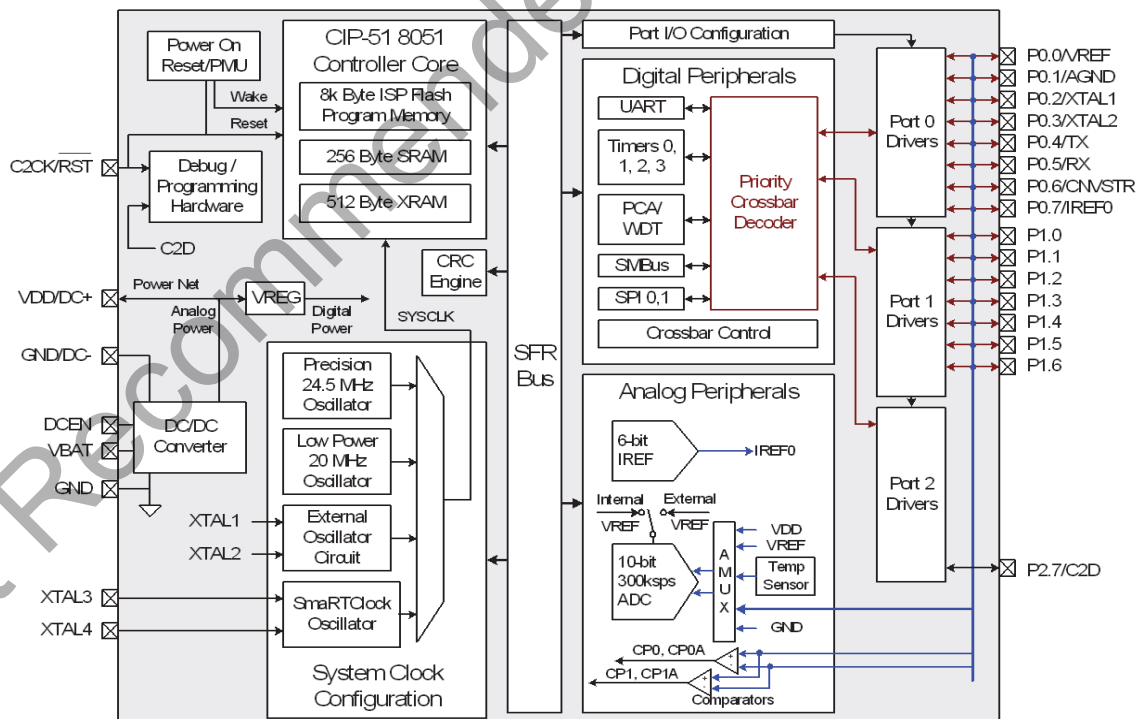 Power On
Reset/PMU
Wake
Reset
C2CK/RST
Debug /
Programming
Hardware
C2D
CIP-51 8051
Controller Core
8k Byte ISP Flash
Program Memory
256 Byte SRAM
512 Byte XRAM
CRC
Engine
VDD/DC+
Power Net
Analog
Power
VREG
Digital
Power
SYSCLK
GND/DC-
DCEN
VBAT
GND
DC/DC
Converter
Precision
24.5 MHz
Oscillator
Low Power
20 MHz
Oscillator
XTAL1
XTAL2
External
Oscillator
Circuit
XTAL3
XTAL4
SmaRTClock
Oscillator
System Clock
Configuration
SFR
Bus
Port I/O Configuration
Digital Peripherals
UART
Timers 0,
1, 2, 3
PCA/
WDT
SMBus
SPI 0,1
Priority
Crossbar
Decoder
Crossbar Control
Analog Peripherals
6-bit
IREF
IREF0
Internal
VREF
External
VREF
10-bit
300ksps
ADC
A
M
U
X
VDD
VREF
Temp
Sensor
GND
CP0, CP0A
CP1, CP1A
+
-
+
-
Comparators
Port 0
Drivers
Port 1
Drivers
Port 2
Drivers
P0.0/VREF
P0.1/AGND
P0.2/XTAL1
P0.3/XTAL2
P0.4/TX
P0.5/RX
P0.6/CNVSTR
P0.7/IREF0
P1.0
P1.1
P1.2
P1.3
P1.4
P1.5
P1.6
P2.7/C2D
Recommende